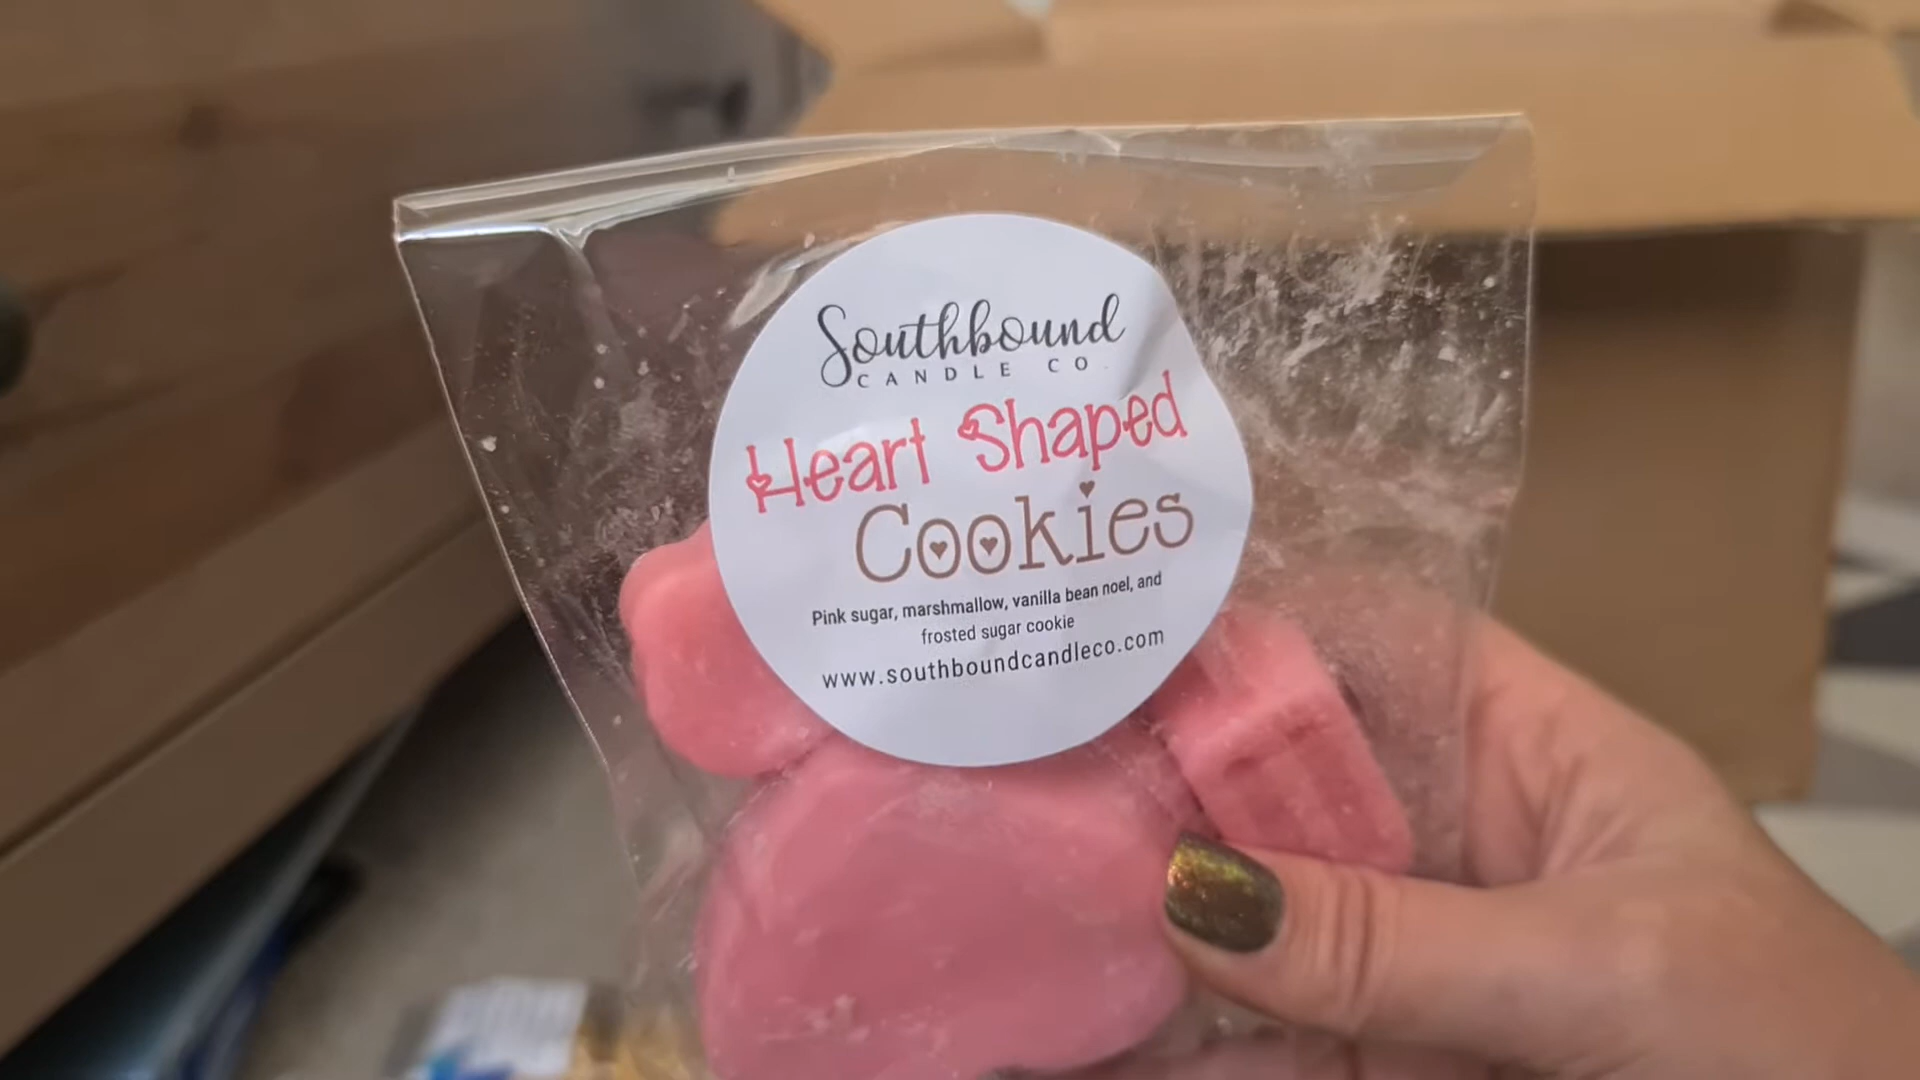 Southbound
CANDLE CO.
Heart Shaped
Cookies
Pink sugar, marshmallow, vanilla bean noel, and
frosted sugar cookie
www.southboundcandleco.com